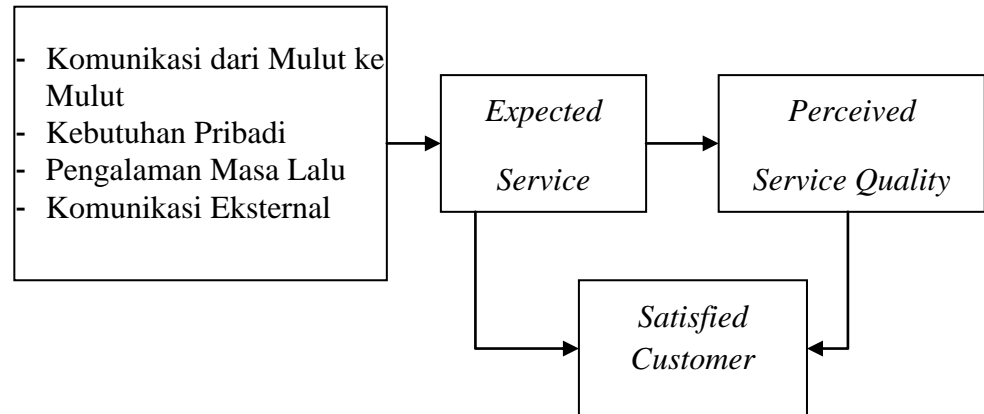 - Komunikasi dari Mulut ke
Mulut
- Kebutuhan Pribadi
- Pengalaman Masa Lalu
- Komunikasi Eksternal
Expected
Service
Perceived
Service Quality
Satisfied
Customer